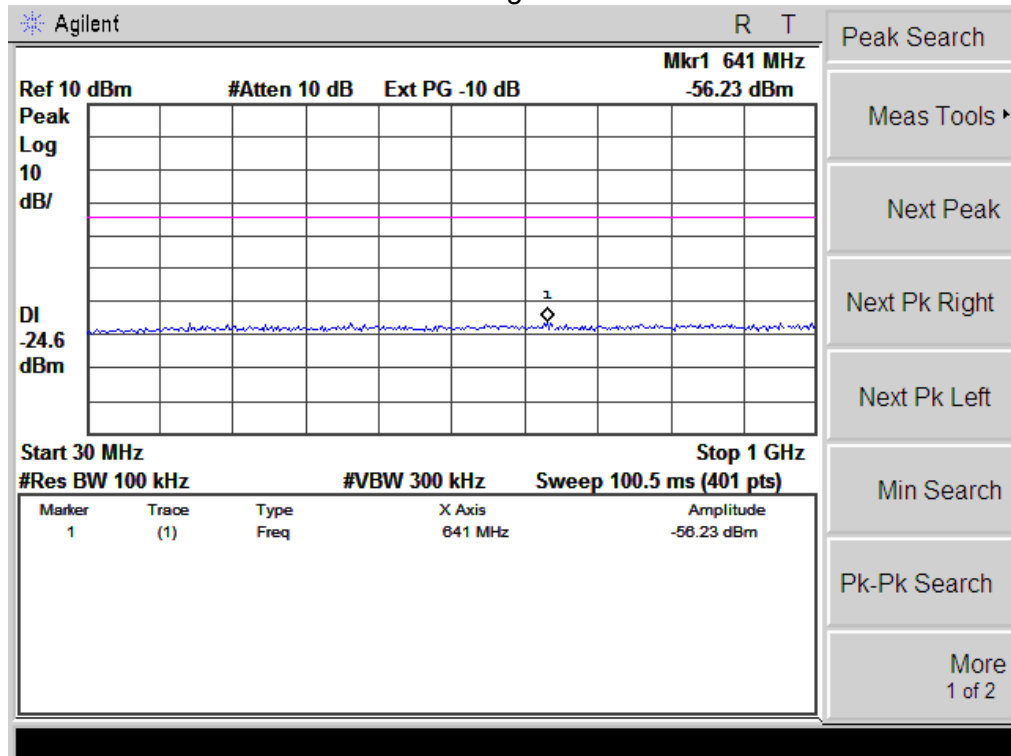 Agilent
R T
Mkr1 641 MHz
Ref 10 dBm #Atten 10 dB Ext PG -10 dB -56.23 dBm
Peak
Log
10
dB/
1
DI
-24.6
dBm
Start 30 MHz Stop 1 GHz
#Res BW 100 kHz #VBW 300 kHz Sweep 100.5 ms (401 pts)
Marker Trace Type X Axis Amplitude
1 (1) Freq 641 MHz -56.23 dBm
Peak Search
Meas Tools
Next Peak
Next Pk Right
Next Pk Left
Min Search
Pk-Pk Search
More
1 of 2